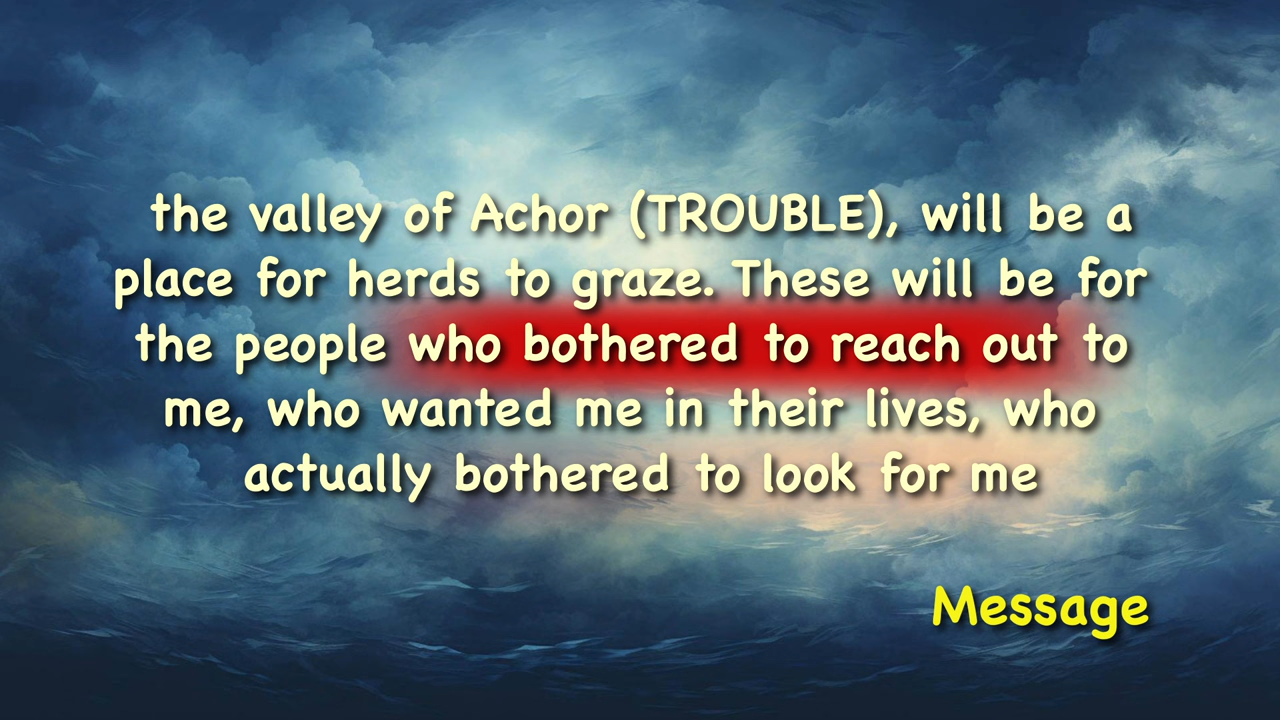 the valley of Achor (TROUBLE), will be a
place for herds to graze. These will be for
the people who bothered to reach out to
me, who wanted me in their lives, who
actually bothered to look for me
Message